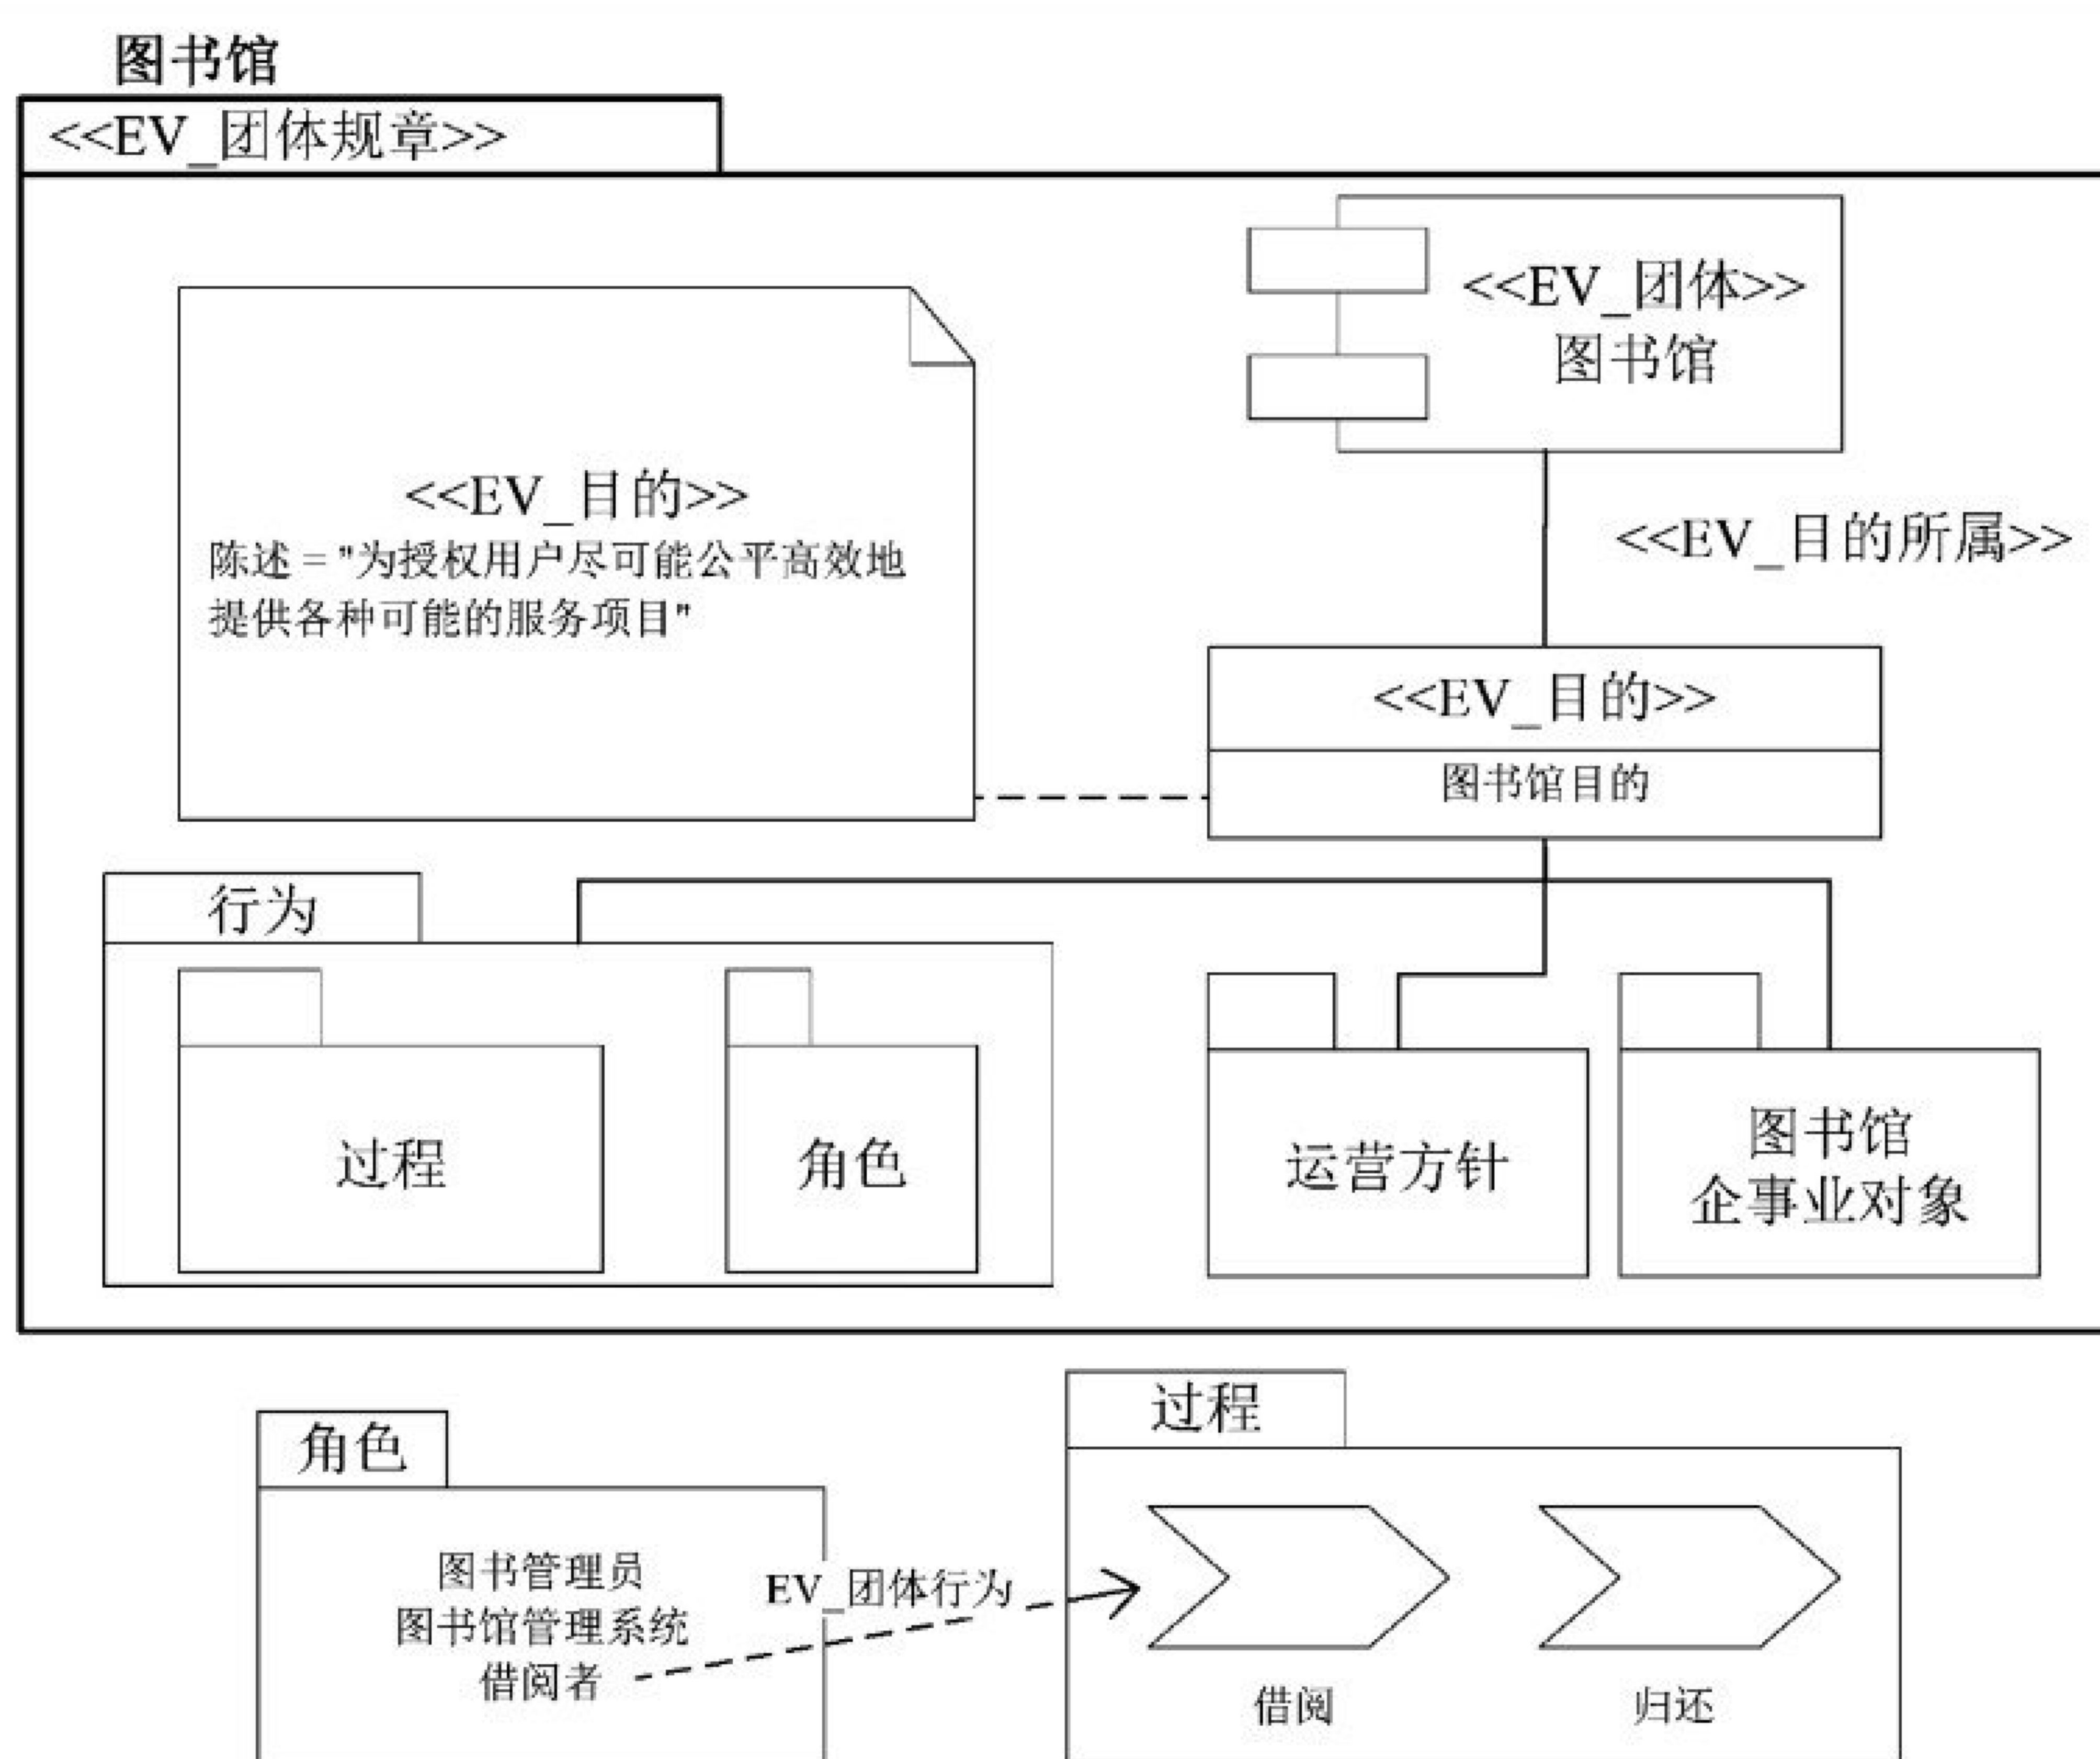 图书馆
<<EV_团体规章>>
<<EV_团体>>
图书馆
<<EV_目的>>
陈述 = "为授权用户尽可能公平高效地
提供各种可能的服务项目"
<<EV_目的所属>>
<<EV_目的>>
图书馆目的
行为
过程
角色
运营方针
图书馆
企事业对象
角色
图书管理员
图书馆管理系统
借阅者
EV_团体行为
过程
借阅
归还